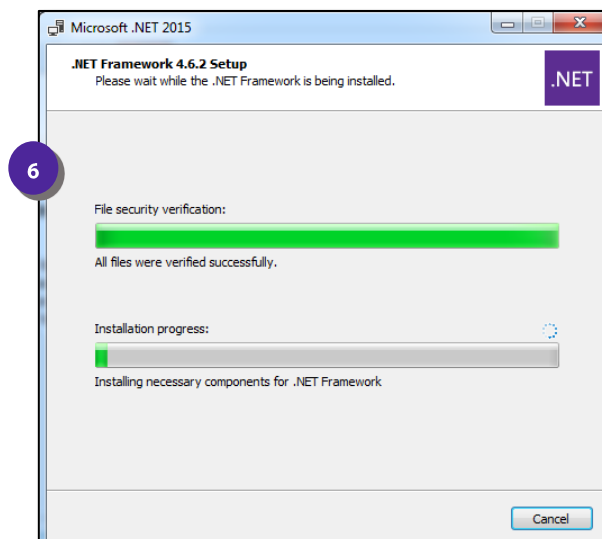 Microsoft .NET 2015
.NET Framework 4.6.2 Setup
Please wait while the .NET Framework is being installed.
.NET
6
File security verification:
All files were verified successfully.
Installation progress:
Installing necessary components for .NET Framework
Cancel